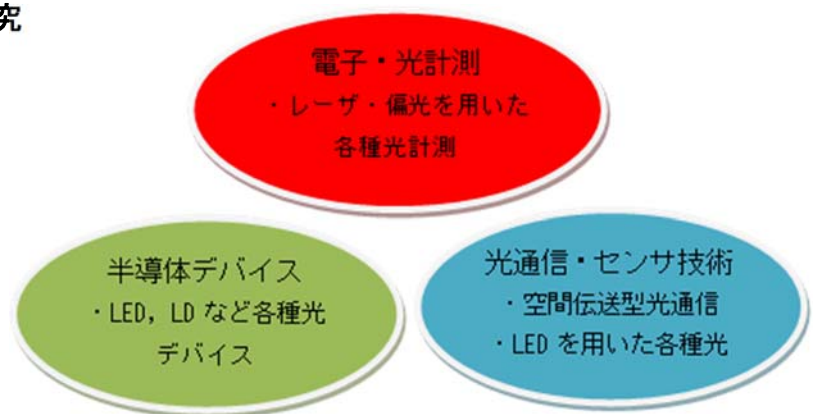 究
電子・光計測
・レーザ・偏光を用いた
各種光計測
半導体デバイス
・LED, LD など各種光
デバイス
光通信・センサ技術
・空間伝送型光通信
・LED を用いた各種光